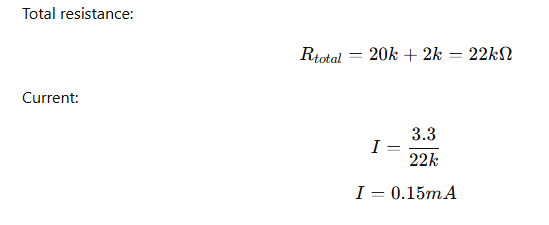 Total resistance:
R_total = 20k + 2k = 22kΩ
Current:
I = 3.3/22k
I = 0.15mA